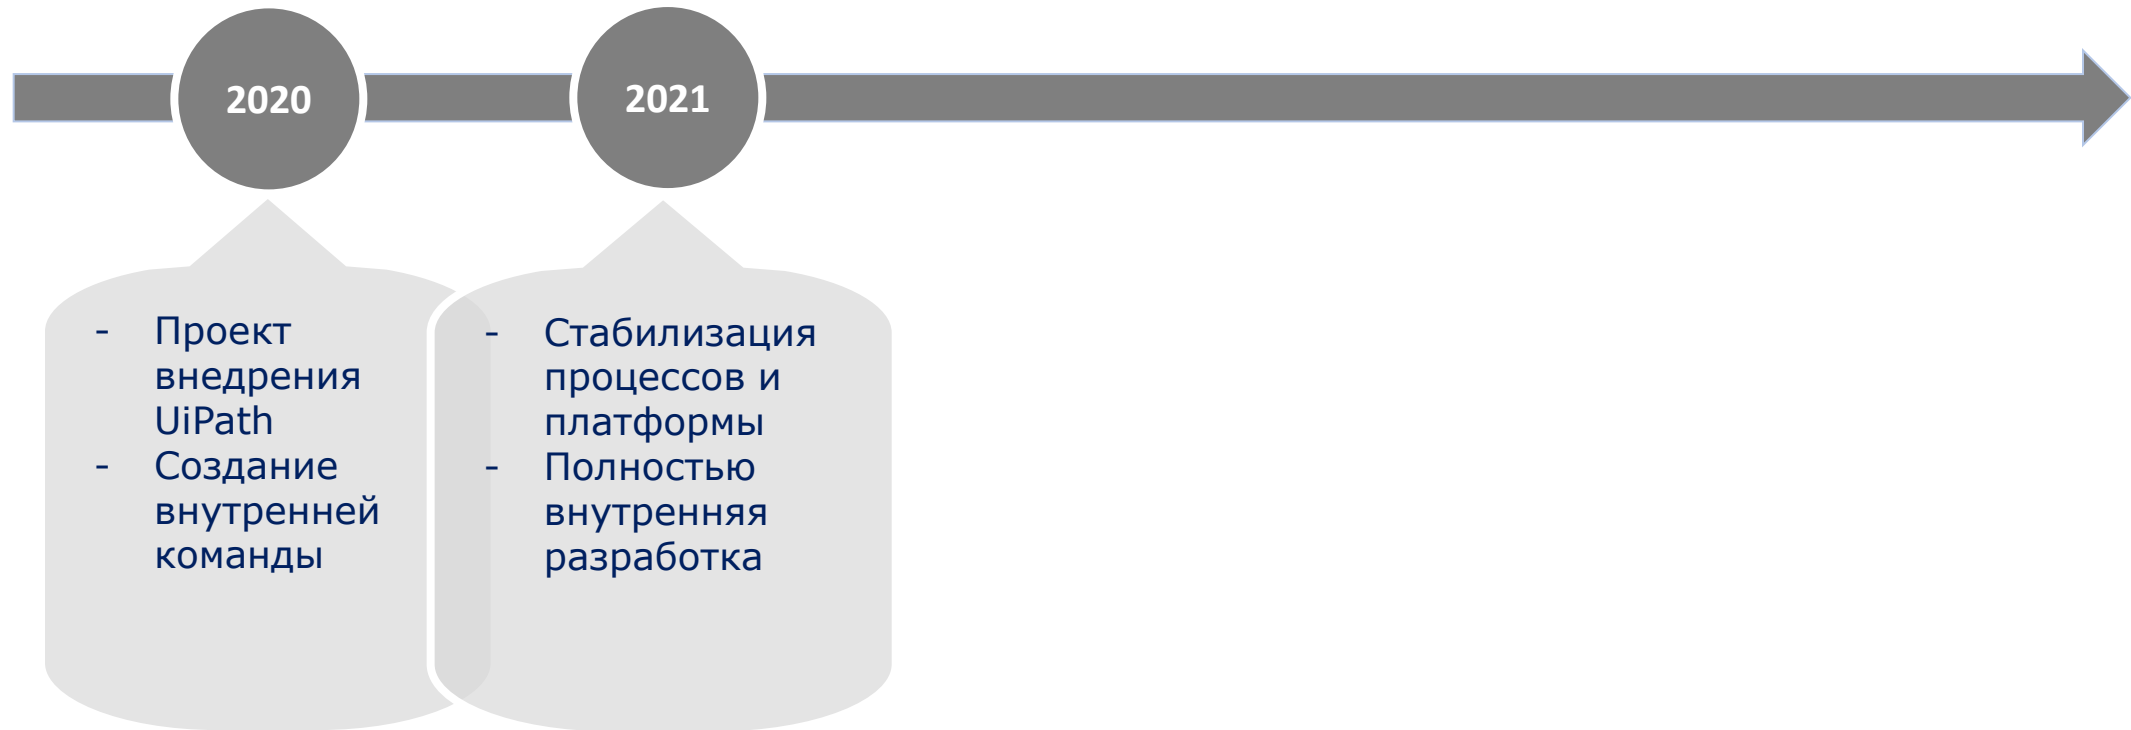 2020
2021
- Проект
внедрения
UiPath
- Создание
внутренней
команды
- Стабилизация
процессов и
платформы
- Полностью
внутренняя
разработка